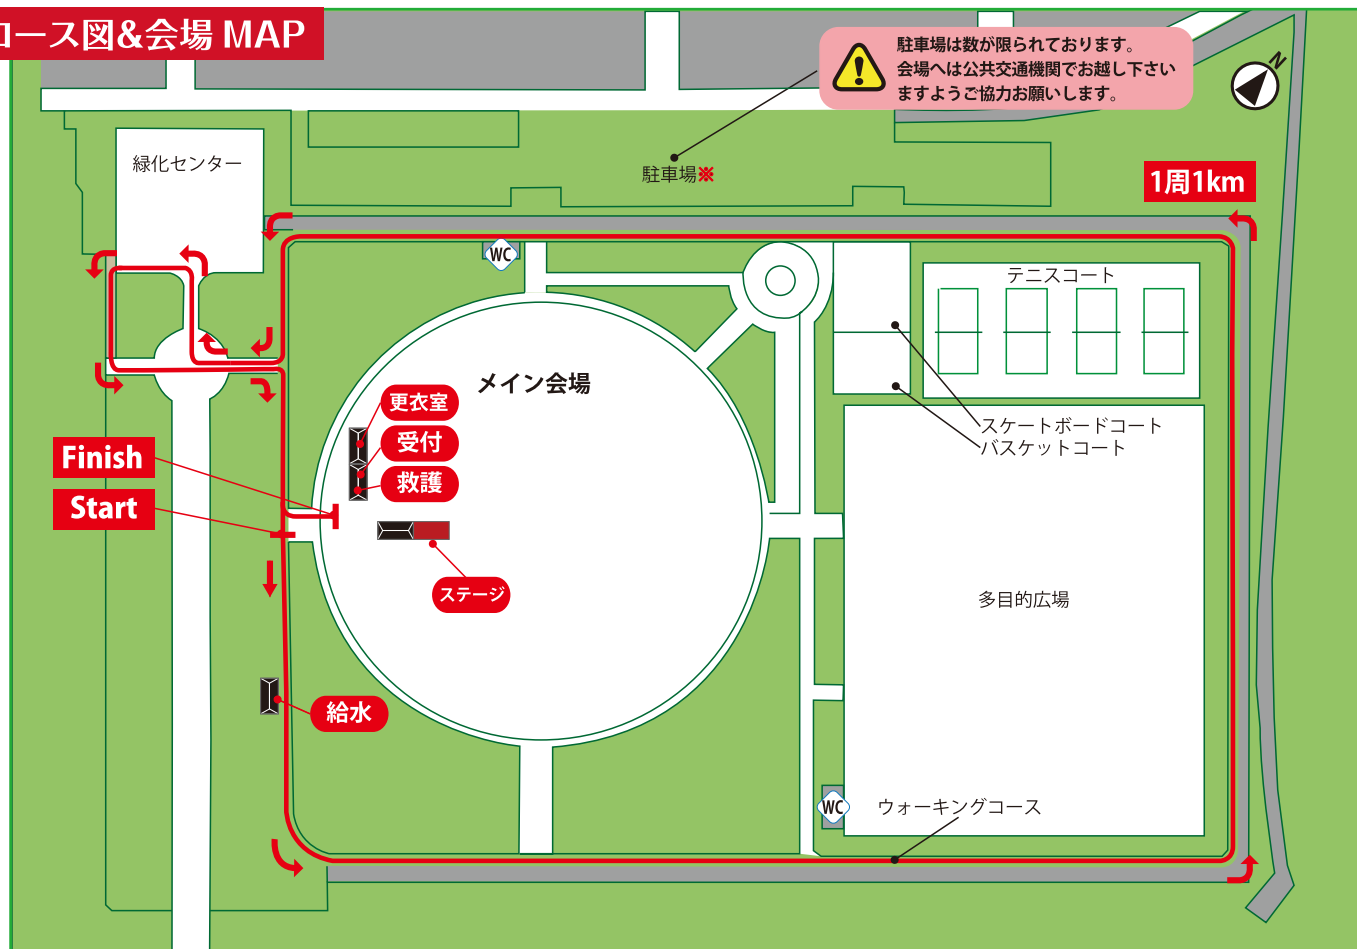 コース図&会場 MAP
駐車場は数が限られております。
会場へは公共交通機関でお越し下さい
ますようご協力お願いします。
N
緑化センター
駐車場※
1周1km
WC
テニスコート
メイン会場
更衣室
受付
救護
スケートボードコート
バスケットコート
Finish
Start
ステージ
多目的広場
給水
WC
ウォーキングコース